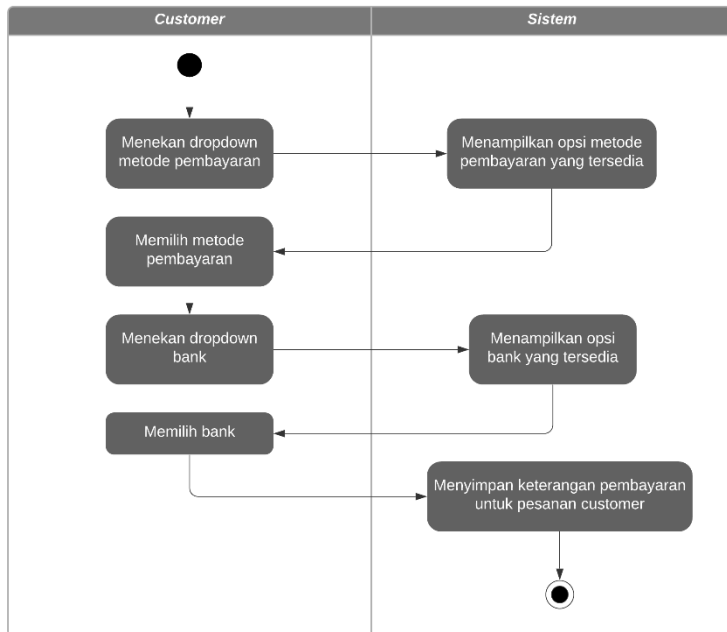 Customer
Sistem
Menekan dropdown
metode pembayaran
Menampilkan opsi metode
pembayaran yang tersedia
Memilih metode
pembayaran
Menekan dropdown
bank
Menampilkan opsi
bank yang tersedia
Memilih bank
Menyimpan keterangan pembayaran
untuk pesanan customer